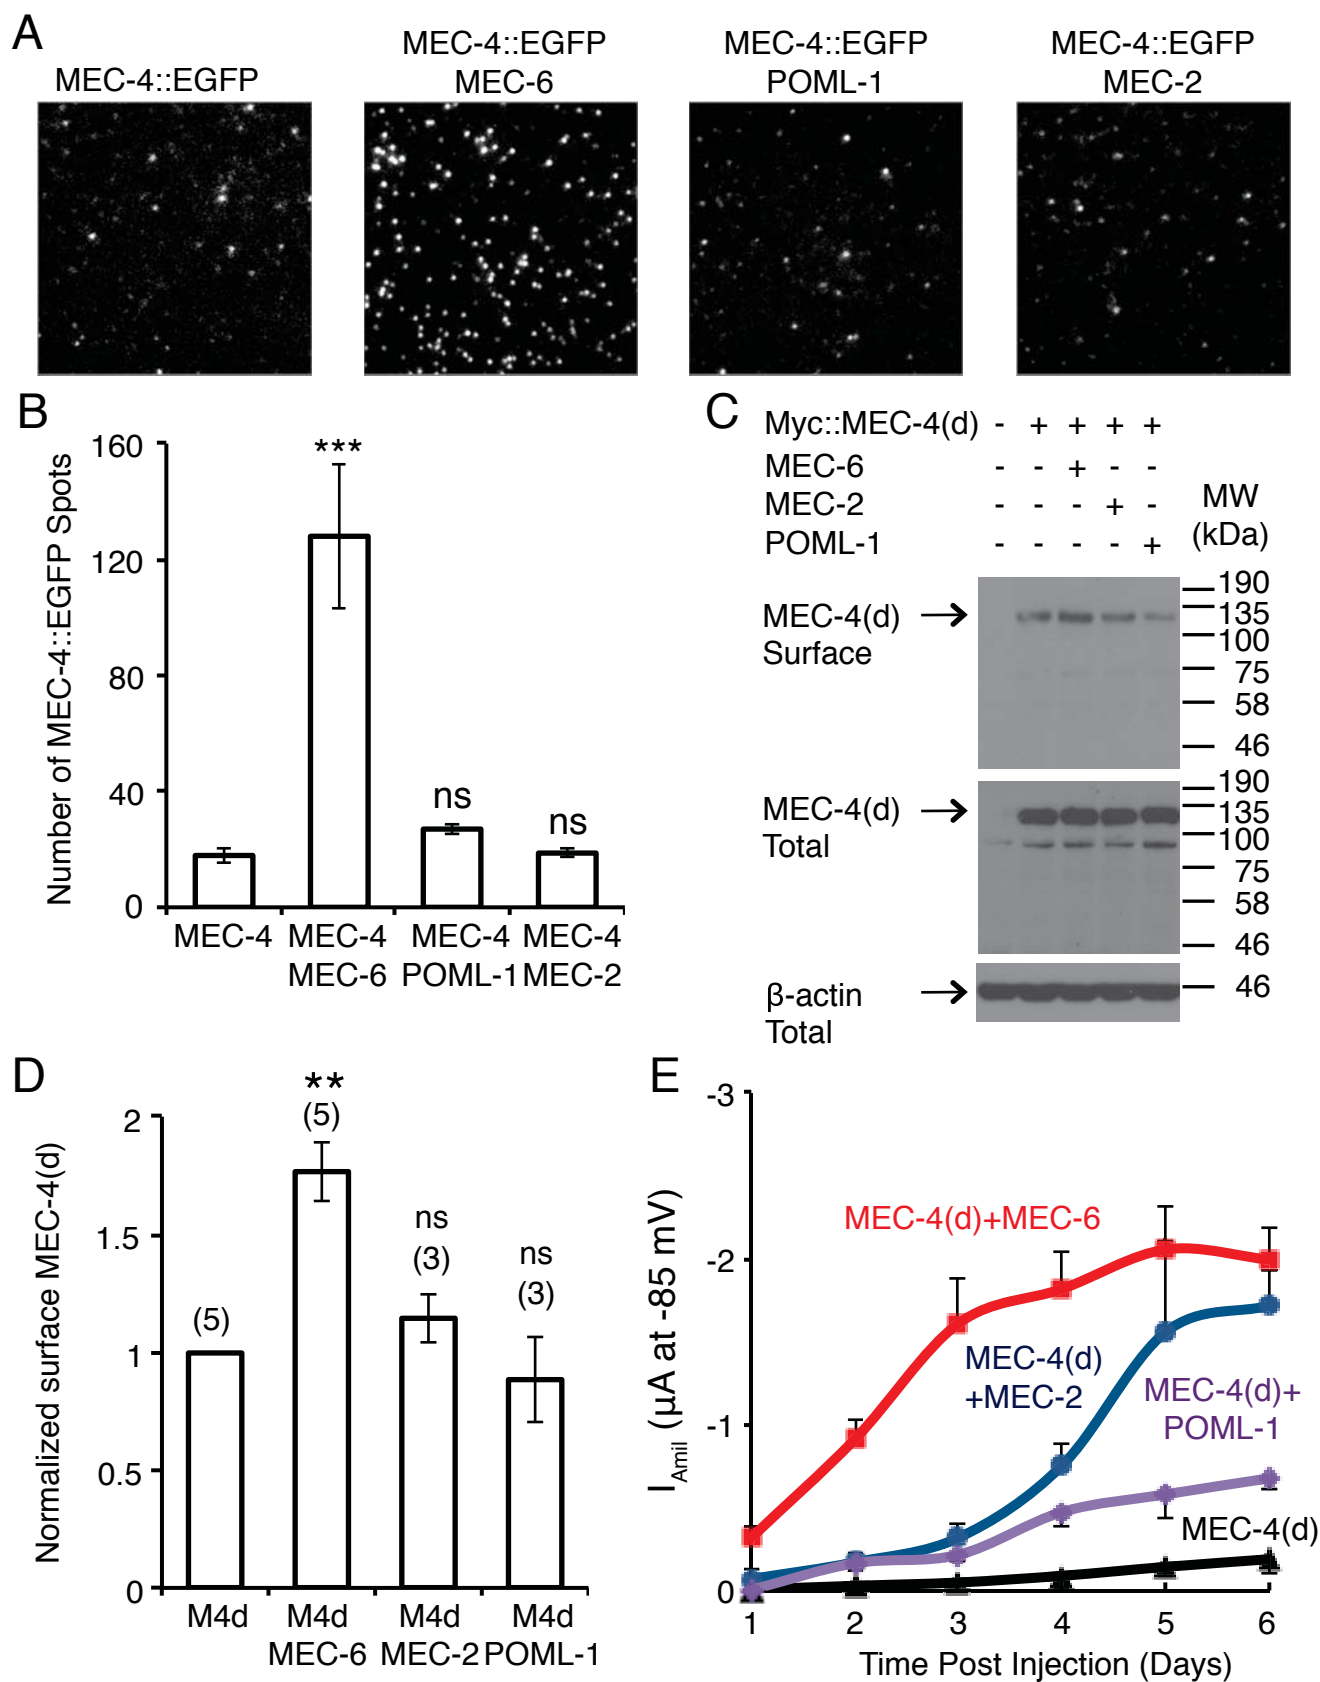 A
MEC-4::EGFP
MEC-4::EGFP
MEC-6
MEC-4::EGFP
POML-1
MEC-4::EGFP
MEC-2
B
Number of MEC-4::EGFP Spots
160
120
80
40
0
***
ns
ns
MEC-4
MEC-4
MEC-6
MEC-4
POML-1
MEC-4
MEC-2
C
Myc::MEC-4(d) - + + + +
MEC-6 - - + - -
MEC-2 - - - + -
POML-1 - - - - +
MW
(kDa)
MEC-4(d)
Surface
190
135
100
75
58
46
MEC-4(d)
Total
190
135
100
75
58
46
β-actin
Total
46
D
Normalized surface MEC-4(d)
2
1.5
1
0.5
0
(5)
**
(5)
ns
(3)
ns
(3)
M4d
M4d
MEC-6
M4d
MEC-2
M4d
POML-1
E
I Amil (µA at -85 mV)
-3
-2
-1
0
MEC-4(d)+MEC-6
MEC-4(d)
+MEC-2
MEC-4(d)+
POML-1
MEC-4(d)
1 2 3 4 5 6
Time Post Injection (Days)